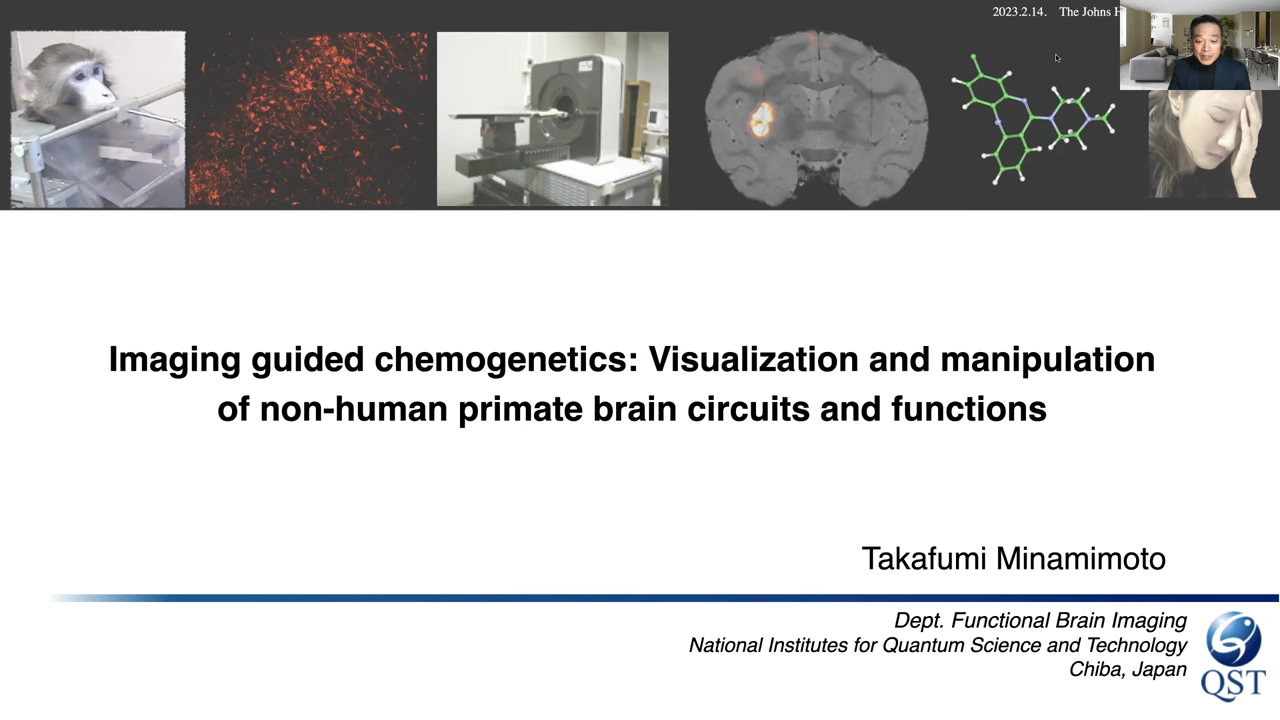 2023.2.14. The Johns
Imaging guided chemogenetics: Visualization and manipulation
of non-human primate brain circuits and functions
Takafumi Minamimoto
Dept. Functional Brain Imaging
National Institutes for Quantum Science and Technology
Chiba, Japan
QST